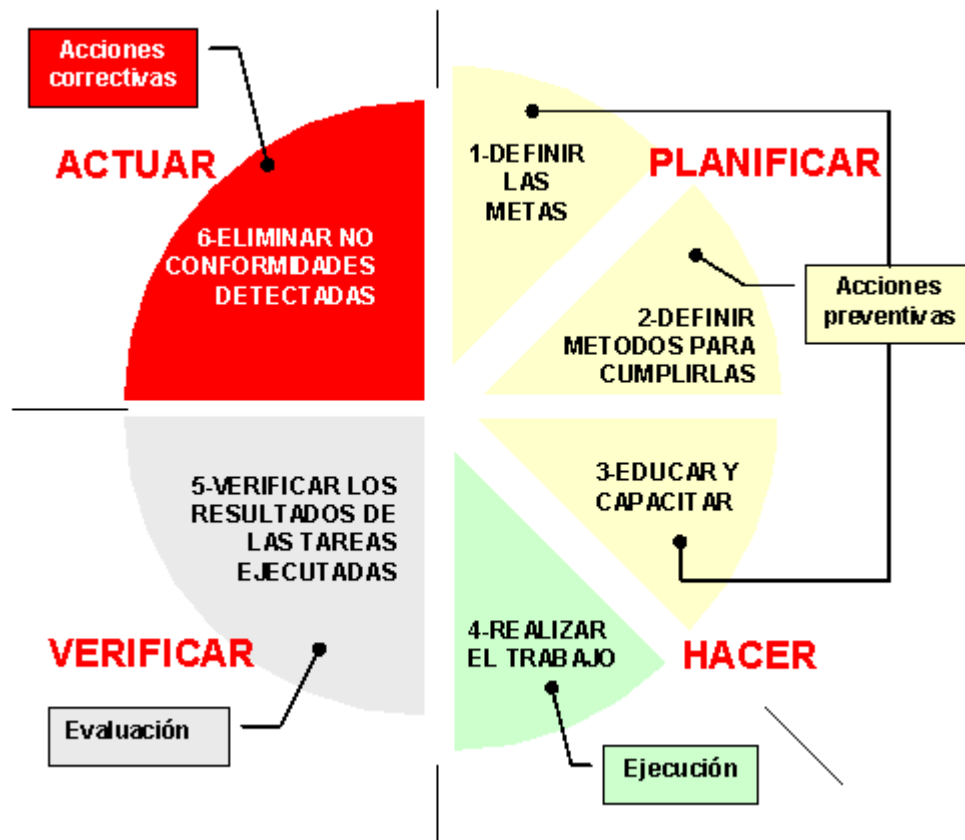 Acciones
correctivas
ACTUAR
6-ELIMINAR NO
CONFORMIDADES
DETECTADAS
1-DEFINIR
LAS
METAS
PLANIFICAR
2-DEFINIR
METODOS PARA
CUMPLIRLAS
Acciones
preventivas
3-EDUCAR Y
CAPACITAR
HACER
4-REALIZAR
EL TRABAJO
Ejecución
5-VERIFICAR LOS
RESULTADOS DE
LAS TAREAS
EJECUTADAS
VERIFICAR
Evaluación